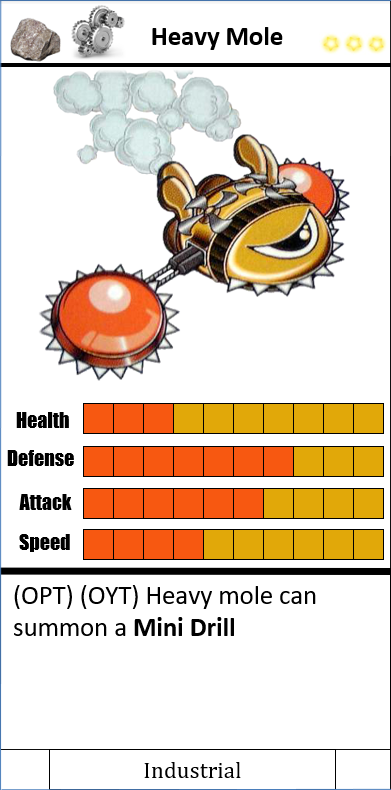 Heavy Mole
Health
Defense
Attack
Speed
(OPT) (OYT) Heavy mole can
summon a Mini Drill
Industrial